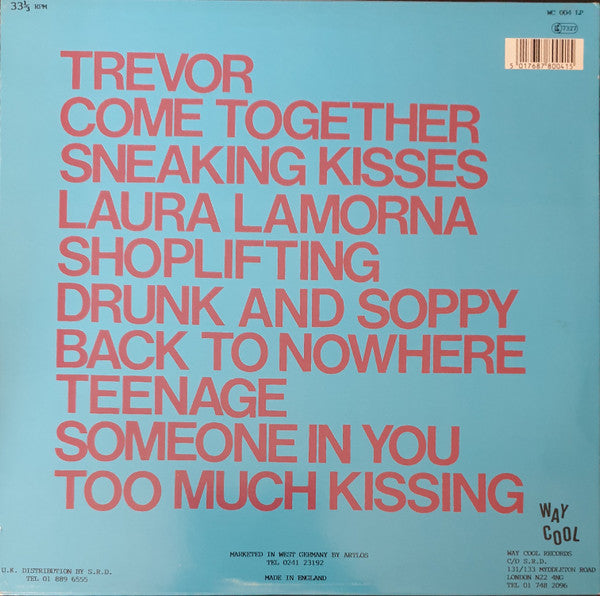 33⅓ RPM
WC 004 LP
5 017687 800415
TREVOR
COME TOGETHER
SNEAKING KISSES
LAURA LAMORNA
SHOPLIFTING
DRUNK AND SOPPY
BACK TO NOWHERE
TEENAGE
SOMEONE IN YOU
TOO MUCH KISSING
WAY
COOL
MARKETED IN WEST GERMANY BY ARTLOS
TEL 0241 23192
MADE IN ENGLAND
U.K. DISTRIBUTION BY S.R.D.
TEL 01 889 6555
WAY COOL RECORDS
C/O S.R.D.
131/133 MYDDLETON ROAD
LONDON N22 4NG
TEL 01 748 2096